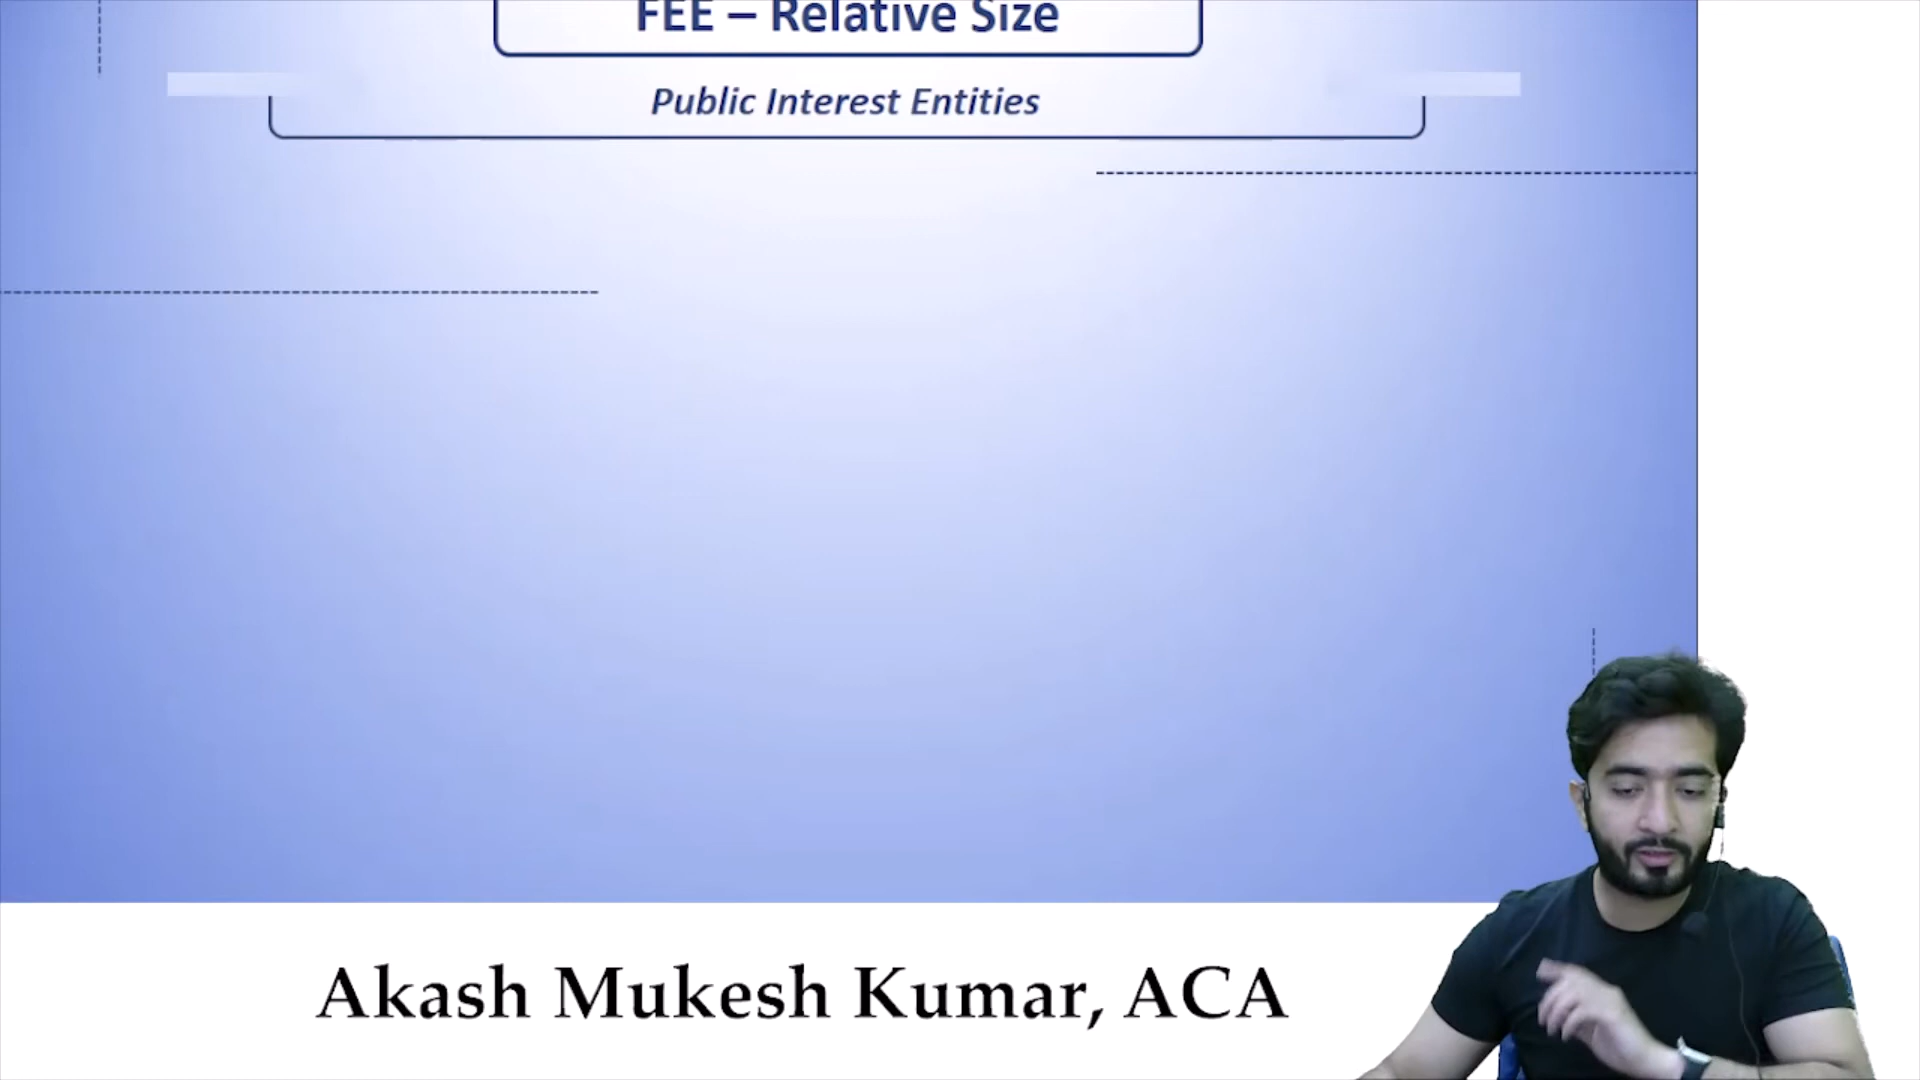 FEE – Relative Size
Public Interest Entities
Akash Mukesh Kumar, ACA